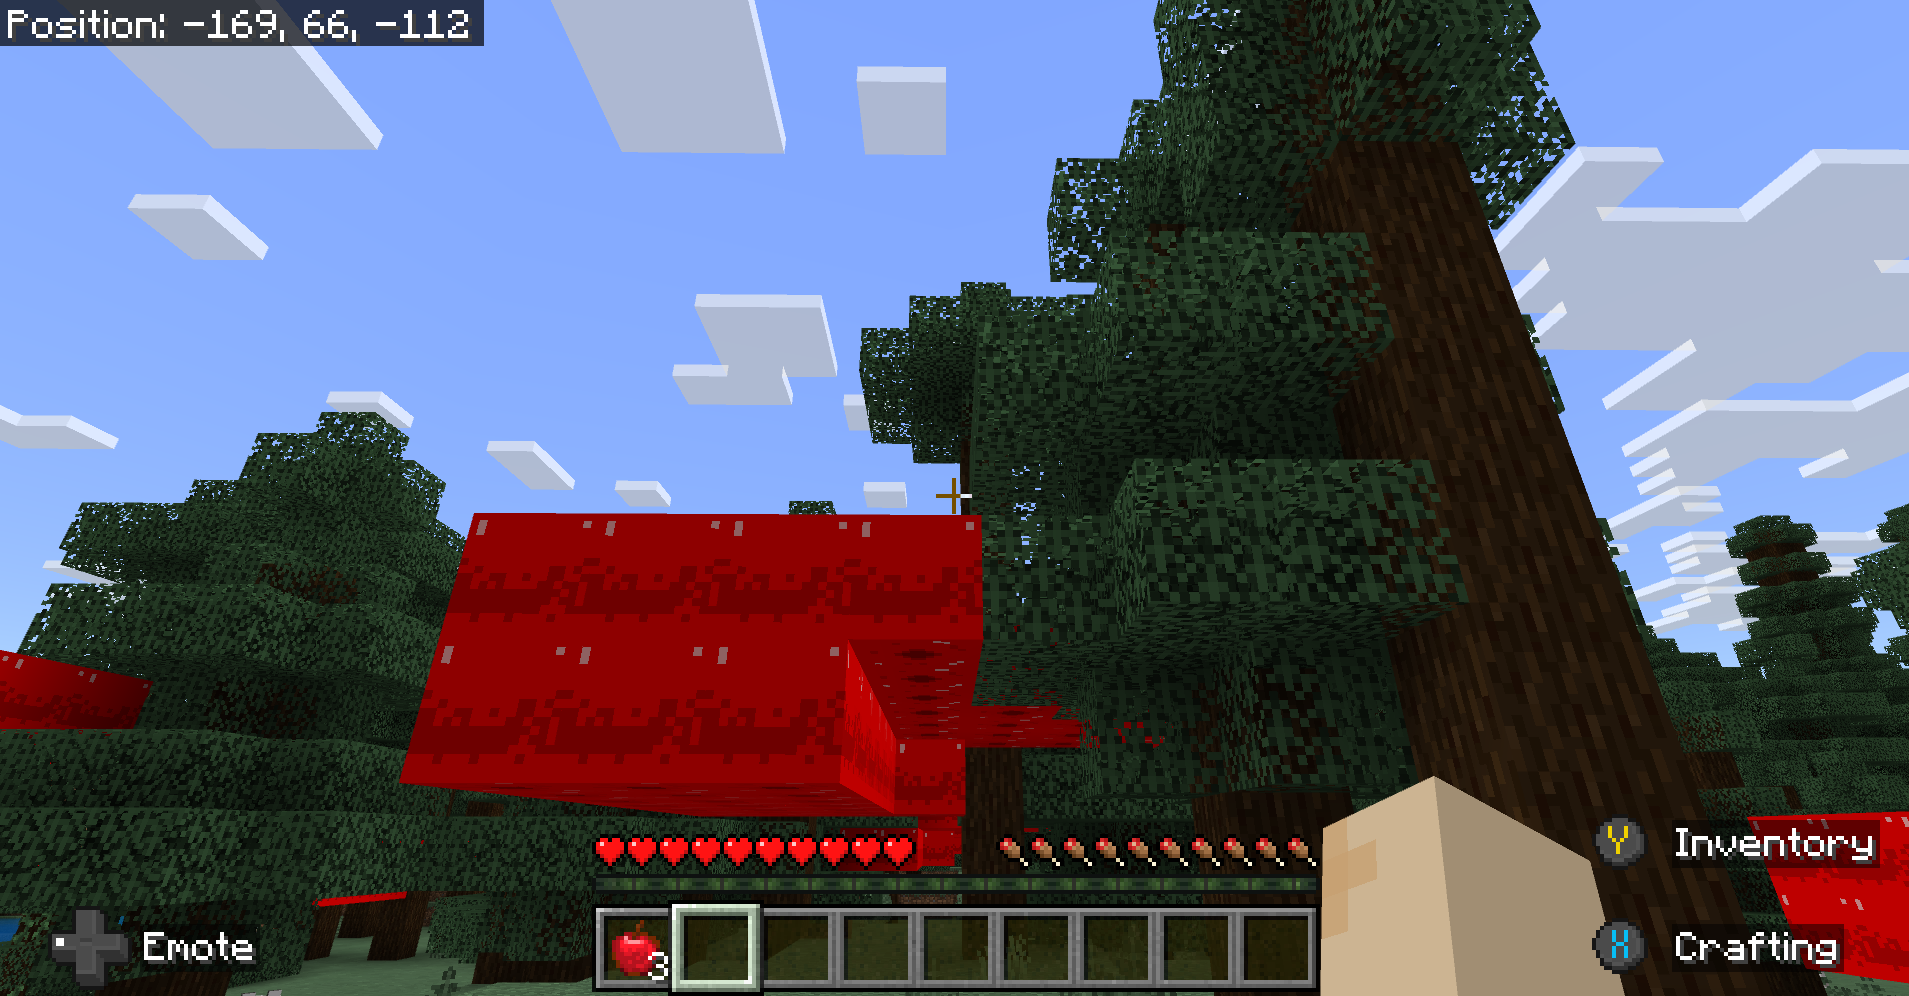 Position: -169, 66, -112
Y Inventory
3
Emote
X Crafting